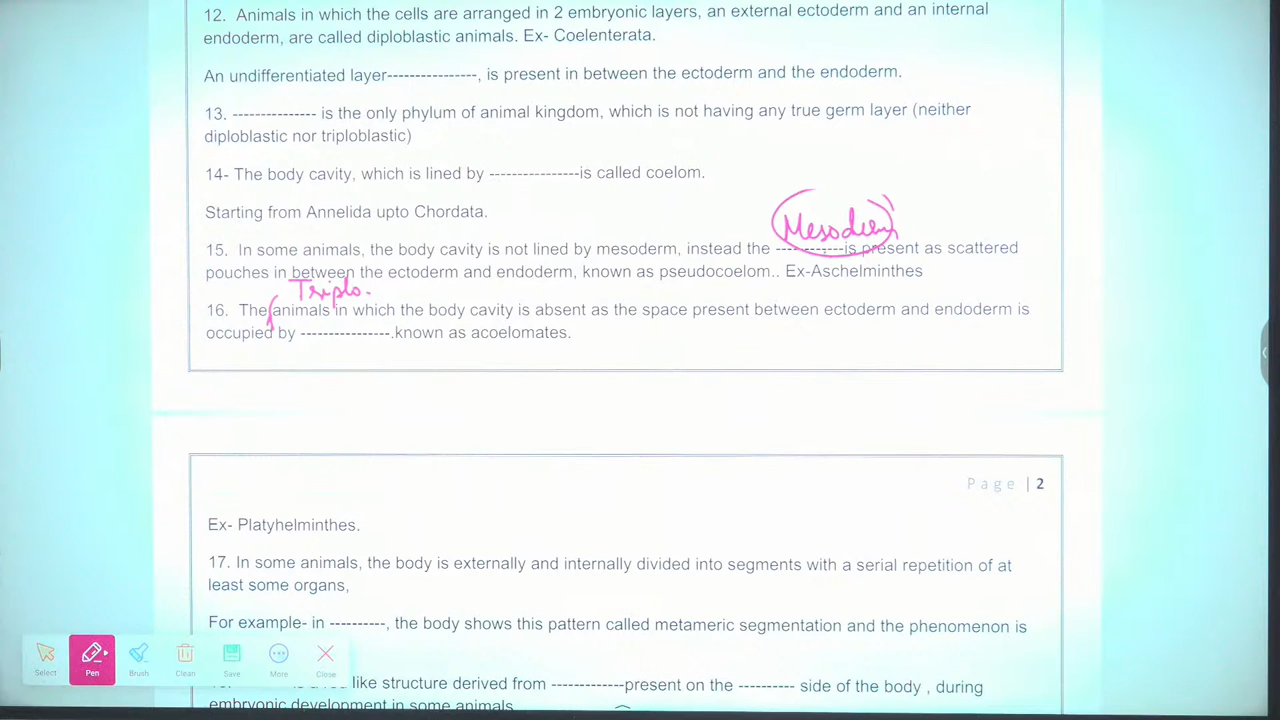 12. Animals in which the cells are arranged in 2 embryonic layers, an external ectoderm and an internal
endoderm, are called diploblastic animals. Ex- Coelenterata.
An undifferentiated layer----------------, is present in between the ectoderm and the endoderm.
13. --------------- is the only phylum of animal kingdom, which is not having any true germ layer (neither
diploblastic nor triploblastic)
14- The body cavity, which is lined by ----------------is called coelom.
Starting from Annelida upto Chordata.
Mesoderm
15. In some animals, the body cavity is not lined by mesoderm, instead the ------------is present as scattered
pouches in between the ectoderm and endoderm, known as pseudocoelom.. Ex-Aschelminthes
Triplo.
16. The animals in which the body cavity is absent as the space present between ectoderm and endoderm is
occupied by ----------------.known as acoelomates.
Page | 2
Ex- Platyhelminthes.
17. In some animals, the body is externally and internally divided into segments with a serial repetition of at
least some organs,
For example- in ----------, the body shows this pattern called metameric segmentation and the phenomenon is
like structure derived from -------------present on the ---------- side of the body , during
embryonic development in some animals
Select Pen Brush Clean Save More Close